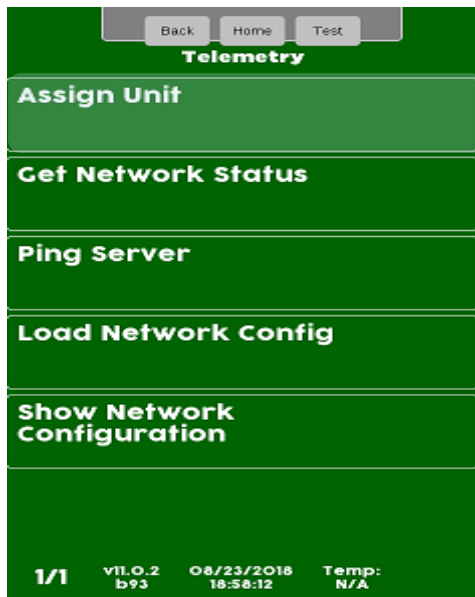 Back Home Test
Telemetry
Assign Unit
Get Network Status
Ping Server
Load Network Config
Show Network
Configuration
1/1 v11.0.2 08/23/2018 Temp:
b93 18:58:12 N/A